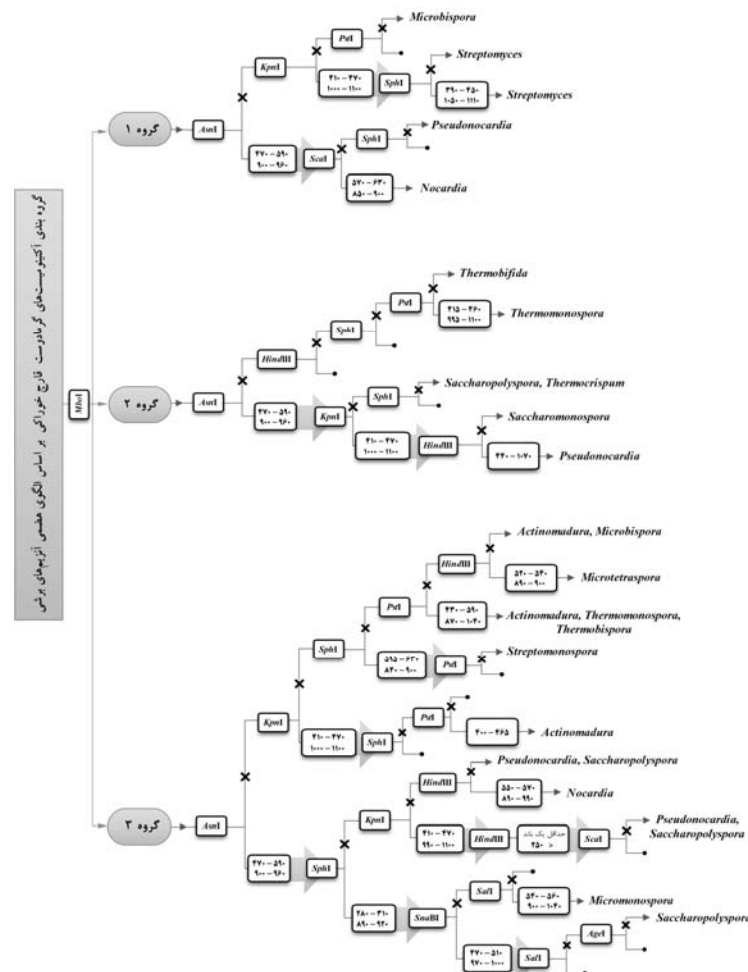 گروه بندی آکتینومیست‌های گرمادوست قارچ خوراکی بر اساس الگوی هضمی آنزیم‌های برشی
MboI
گروه ۱
AsnI
KpnI
PstI
Microbispora
۴۱۰-۴۷۰
۱۰۰۰-۱۱۰۰
SphI
Streptomyces
۳۹۰-۴۵۰
۱۰۵۰-۱۱۱۰
Streptomyces
۴۷۰-۵۹۰
۹۰۰-۹۶۰
ScaI
SphI
Pseudonocardia
۵۷۰-۶۳۰
۸۵۰-۹۰۰
Nocardia
گروه ۲
AsnI
HindIII
SphI
PstI
Thermobifida
۴۱۵-۴۶۰
۹۹۵-۱۱۰۰
Thermomonospora
۴۷۰-۵۹۰
۹۰۰-۹۶۰
KpnI
SphI
Saccharopolyspora, Thermocrispum
۴۱۰-۴۷۰
۱۰۰۰-۱۱۰۰
HindIII
Saccharomonospora
۴۴۰-۱۰۷۰
Pseudonocardia
گروه ۳
AsnI
KpnI
SphI
PstI
HindIII
Actinomadura, Microbispora
۵۲۰-۵۴۰
۸۹۰-۹۰۰
Microtetraspora
۴۳۰-۵۹۰
۸۷۰-۱۰۴۰
Actinomadura, Thermomonospora,
Thermobispora
۵۹۵-۶۳۰
۸۴۰-۹۰۰
PstI
Streptomonospora
۴۱۰-۴۷۰
۱۰۰۰-۱۱۰۰
SphI
PstI
۴۰۰-۴۶۵
Actinomadura
۴۷۰-۵۹۰
۹۰۰-۹۶۰
SphI
KpnI
HindIII
Pseudonocardia, Saccharopolyspora
۵۵۰-۵۷۰
۸۹۰-۹۹۰
Nocardia
۴۱۰-۴۷۰
۹۹۰-۱۱۰۰
HindIII
حداقل یک باند
۲۵۰ <
ScaI
Pseudonocardia,
Saccharopolyspora
۲۸۰-۳۱۰
۸۹۰-۹۲۰
SnaBI
SalI
۵۲۰-۵۶۰
۹۰۰-۱۰۴۰
Micromonospora
۴۷۰-۵۱۰
۹۷۰-۱۰۰۰
SalI
AgeI
Saccharopolyspora